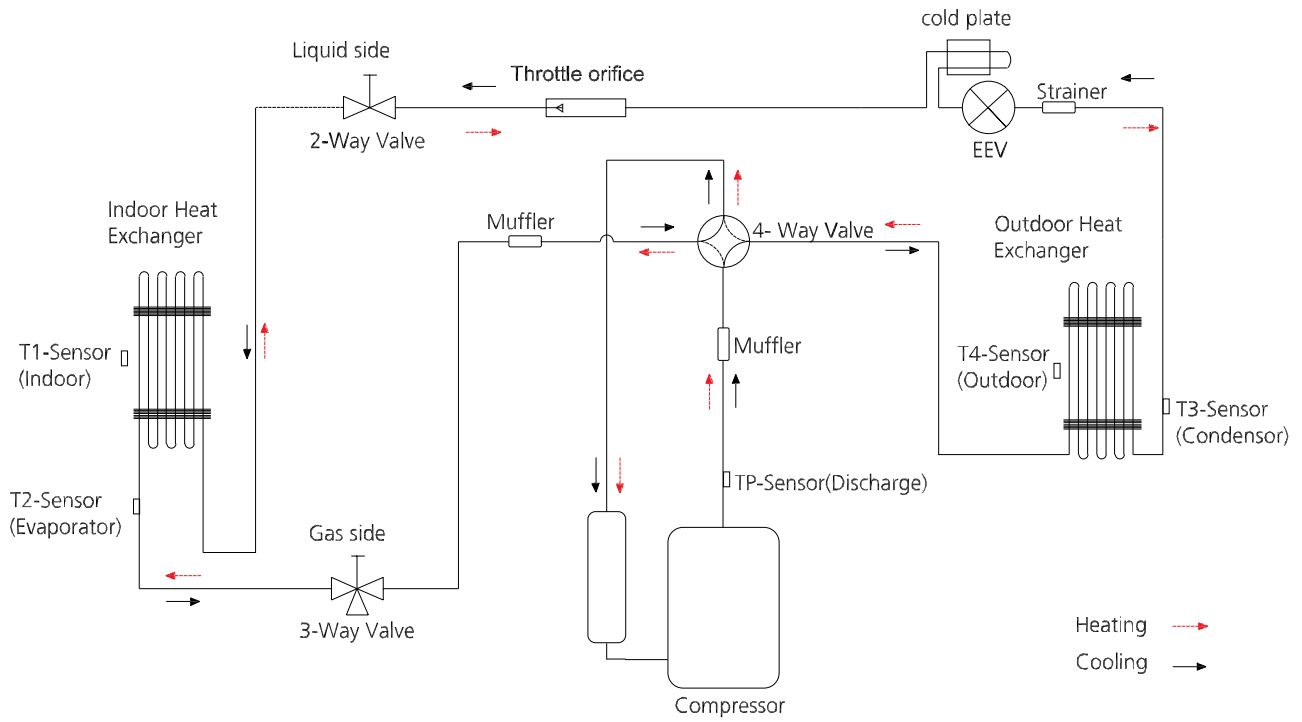 cold plate
Liquid side
Throttle orifice
Strainer
2-Way Valve
EEV
Indoor Heat
Exchanger
Muffler
4- Way Valve
Outdoor Heat
Exchanger
T1-Sensor
(Indoor)
Muffler
T4-Sensor
(Outdoor)
T3-Sensor
(Condensor)
T2-Sensor
(Evaporator)
TP-Sensor(Discharge)
Gas side
3-Way Valve
Heating
Cooling
Compressor